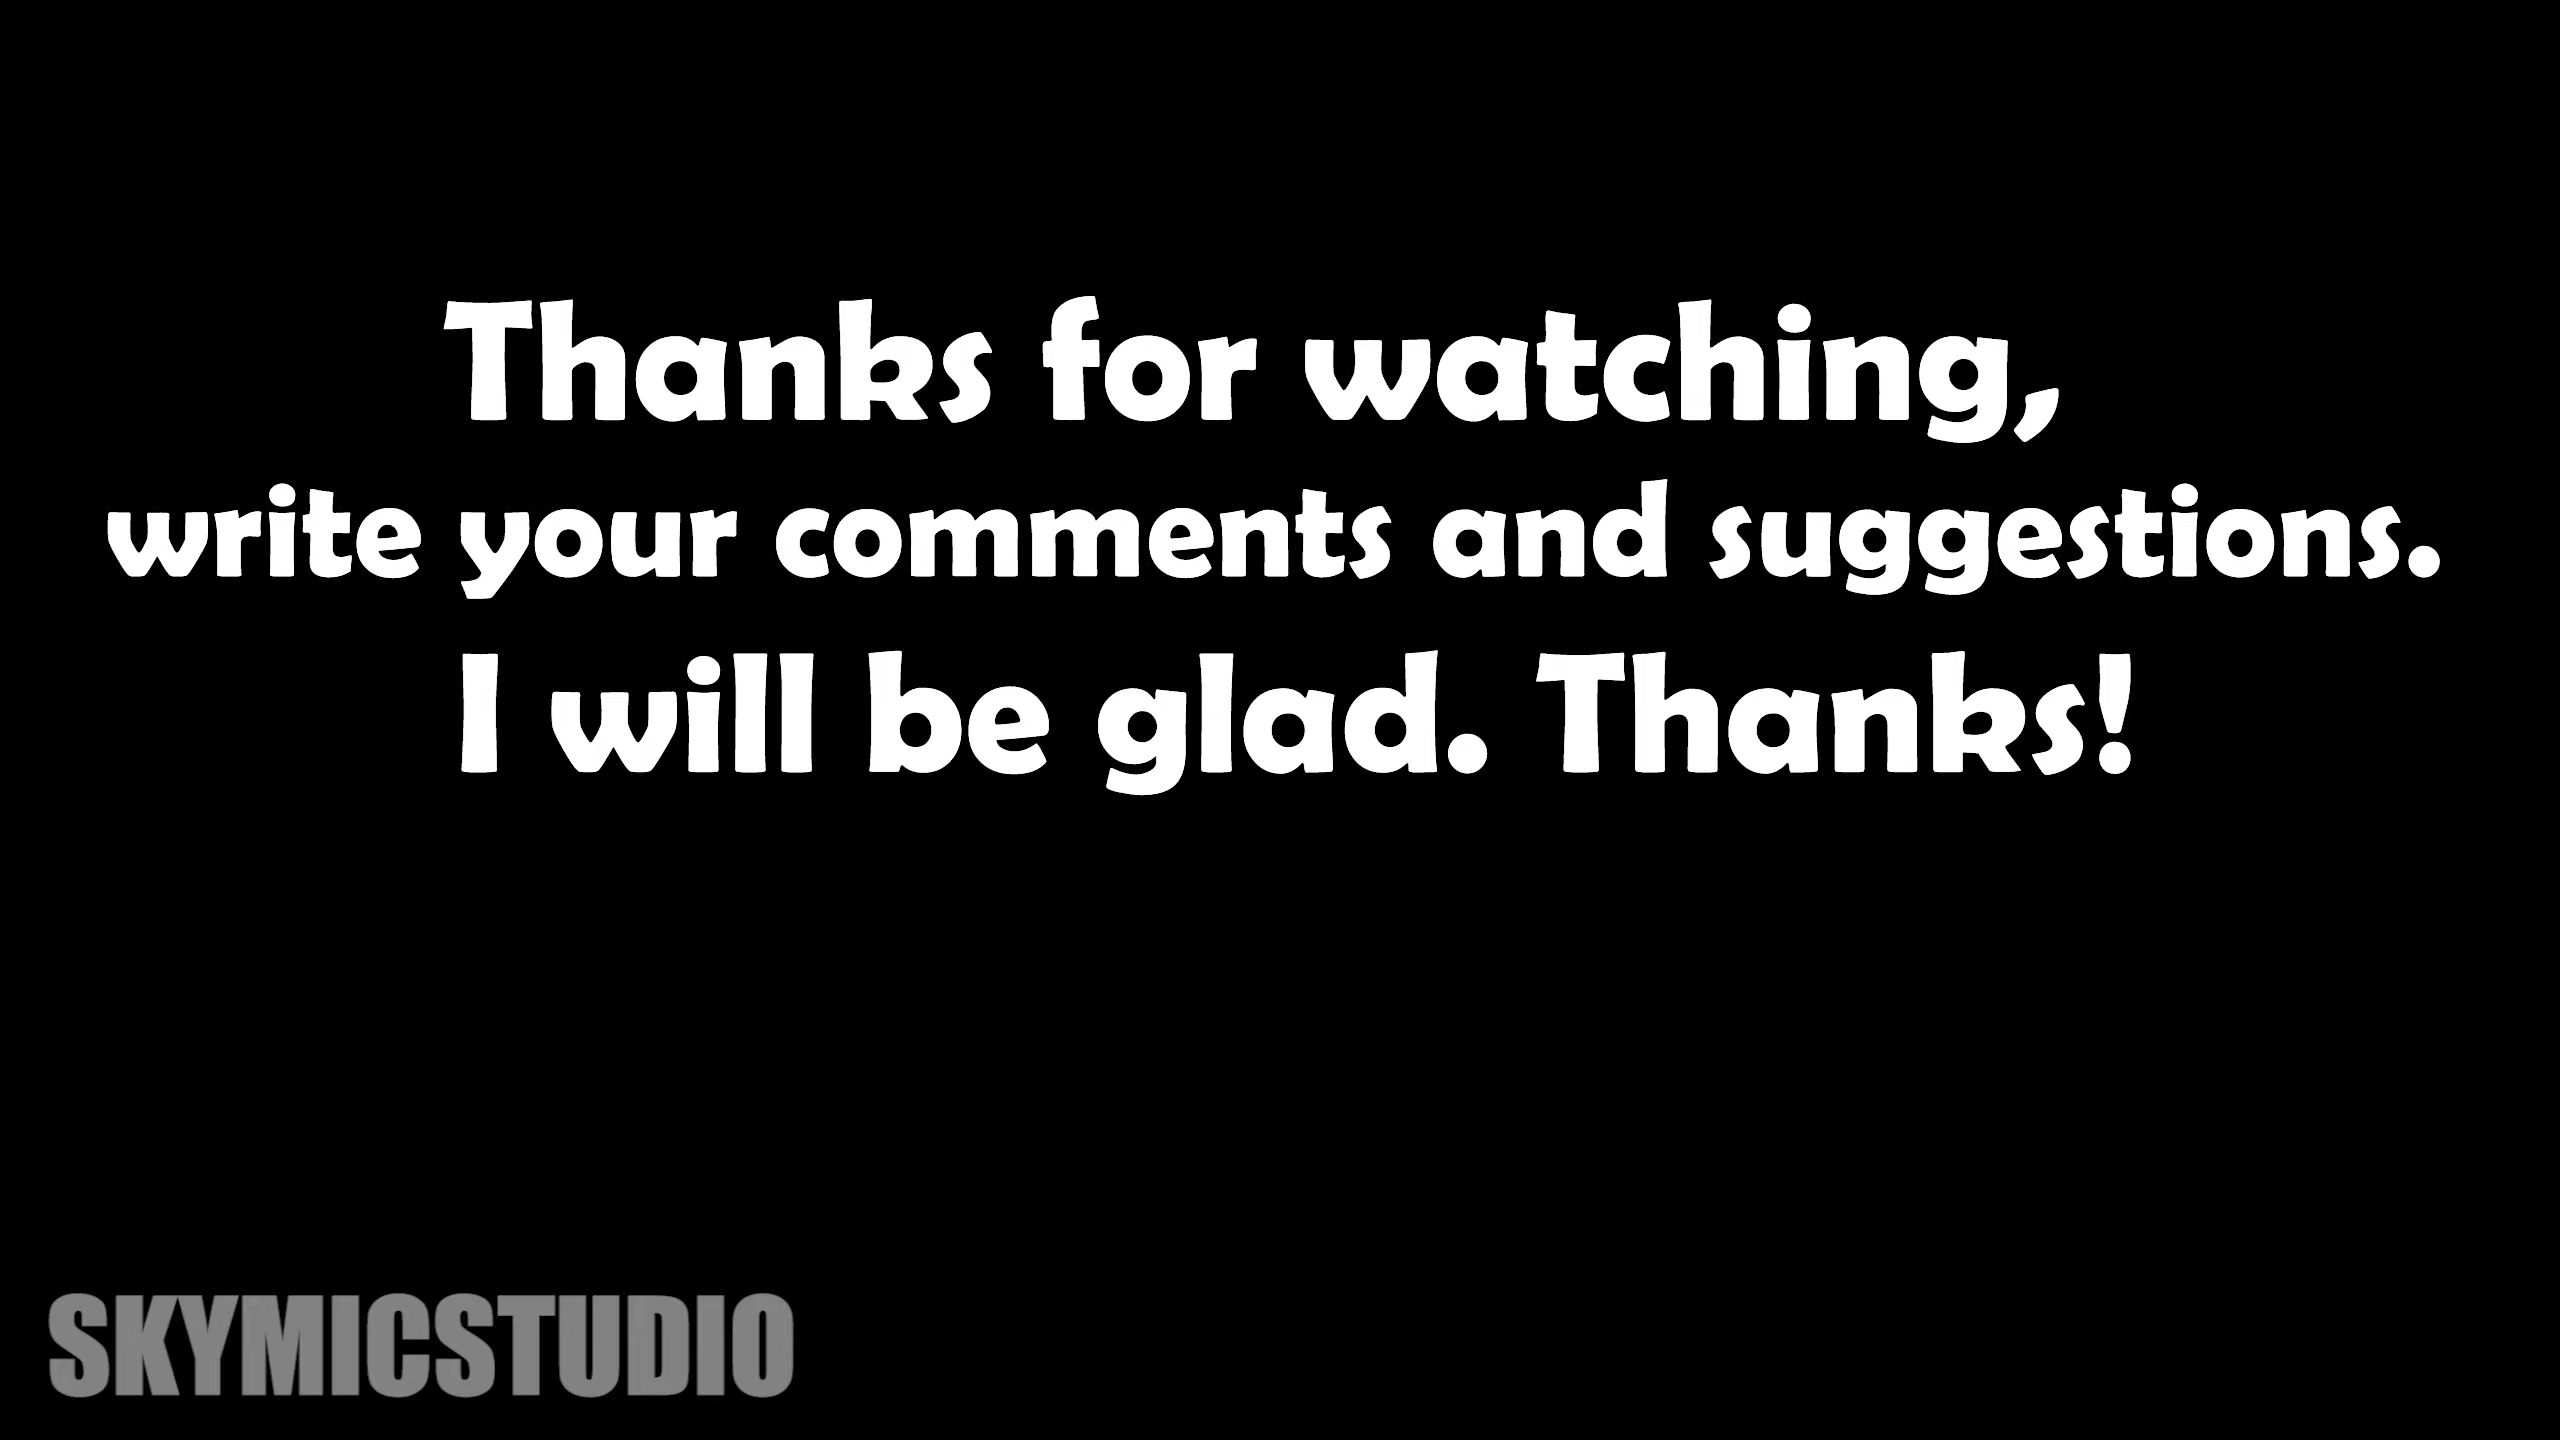 Thanks for watching,
write your comments and suggestions.
I will be glad. Thanks!
SKYMICSTUDIO